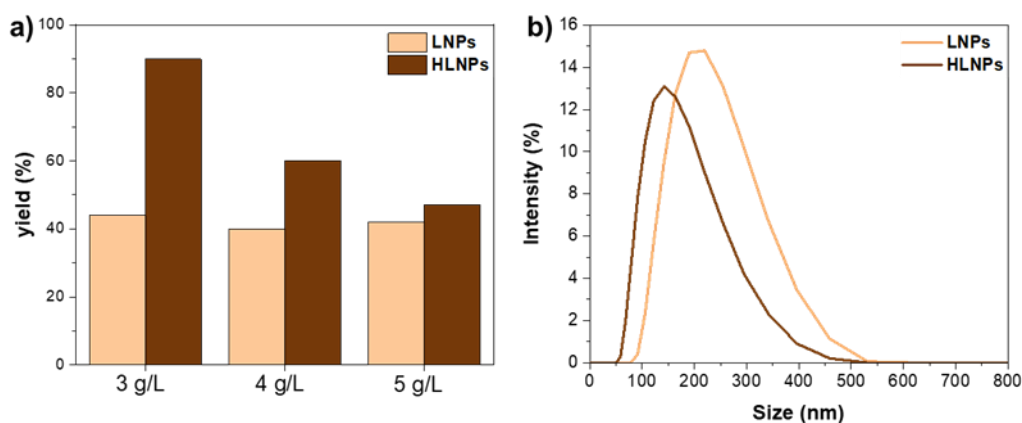 a)
LNPs
HLNPs
yield (%)
100
80
60
40
20
0
3 g/L
4 g/L
5 g/L
b)
LNPs
HLNPs
Intensity (%)
16
14
12
10
8
6
4
2
0
0 100 200 300 400 500 600 700 800
Size (nm)